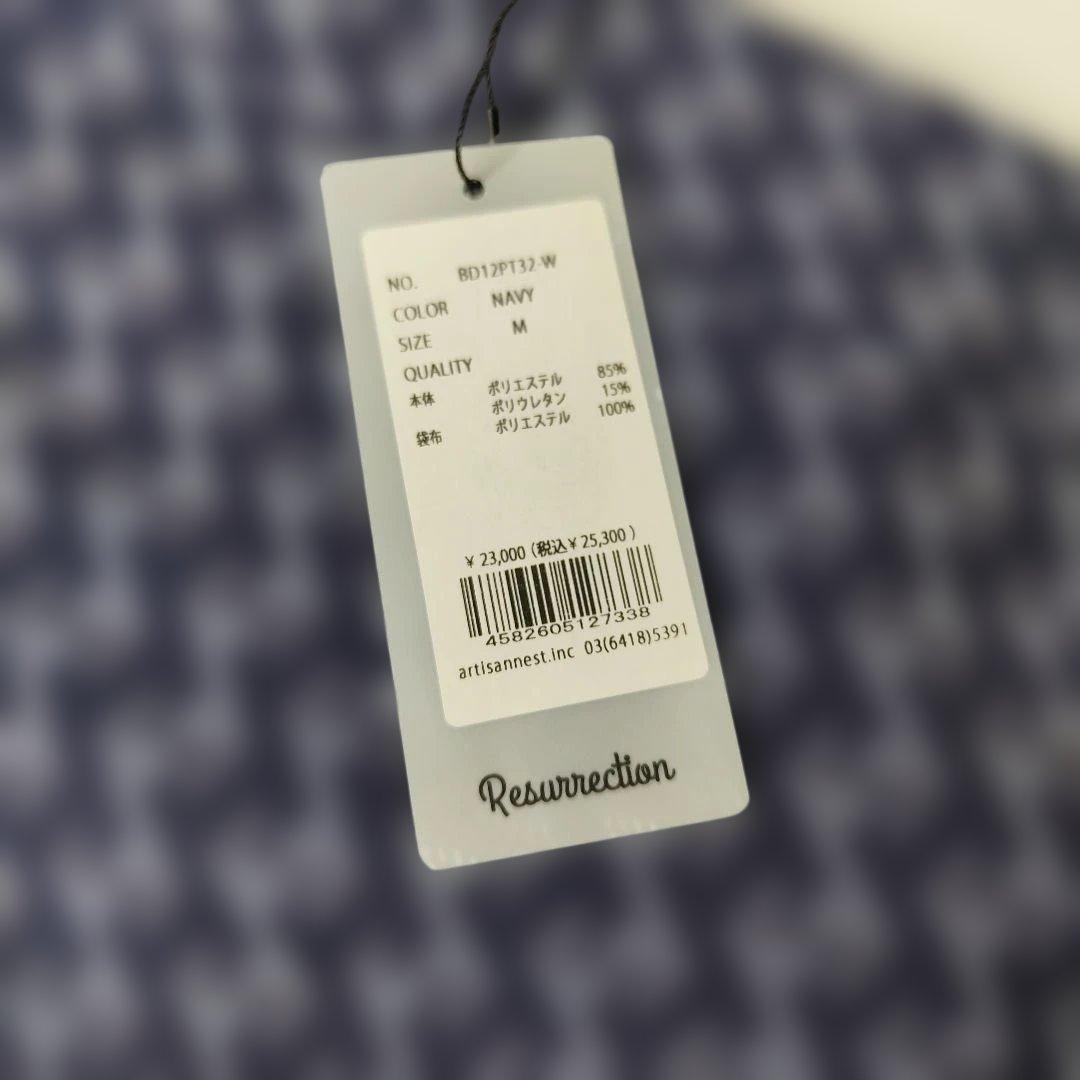 NO. BD12PT32-W
COLOR NAVY
SIZE M
QUALITY
本体 ポリエステル 85%
ポリウレタン 15%
袋布 ポリエステル 100%
¥ 23,000 (税込¥ 25,300 )
4582605127338
artisannest.inc 03(6418)5391
Resurrection